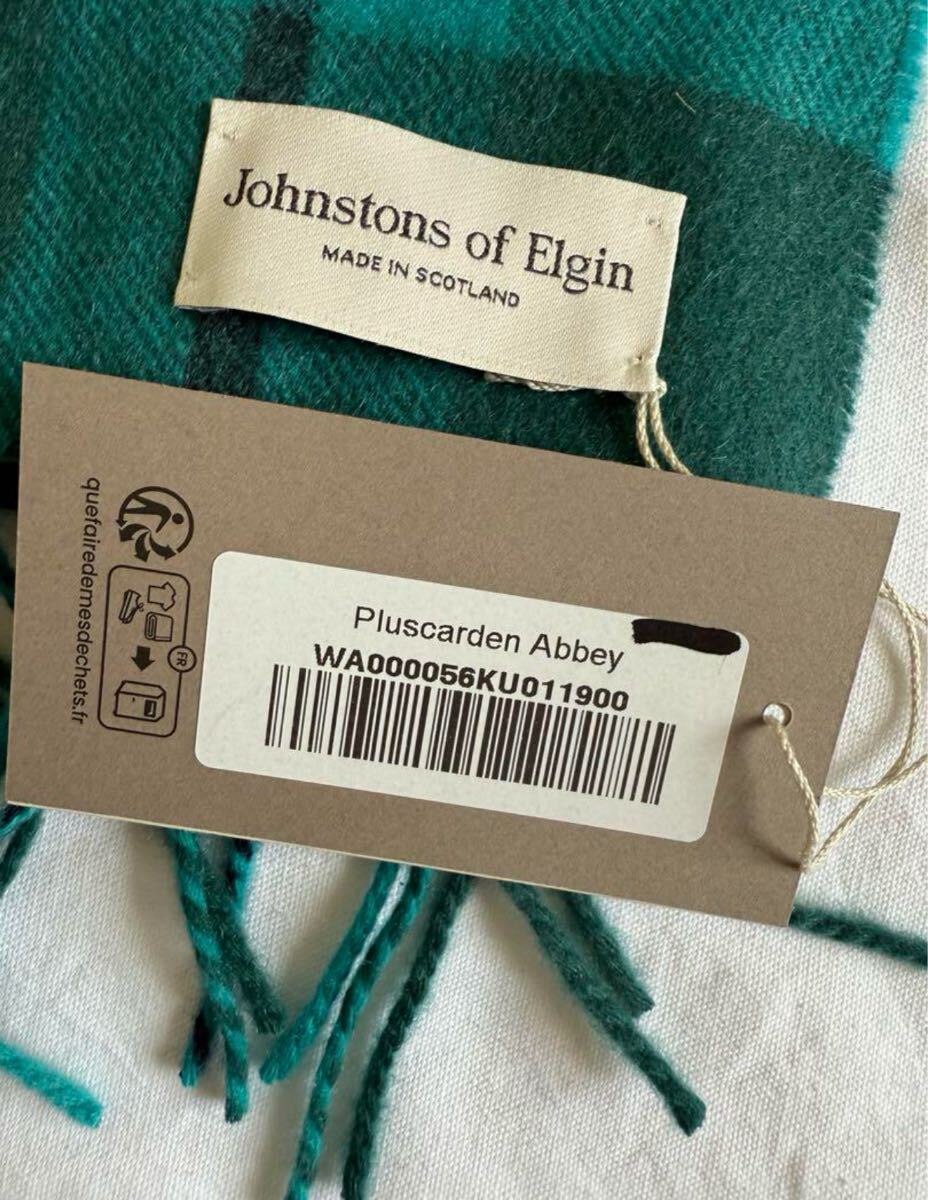 Johnstons of Elgin
MADE IN SCOTLAND
quefairedemesdechets.fr
FR
Pluscarden Abbey
WA000056KU011900